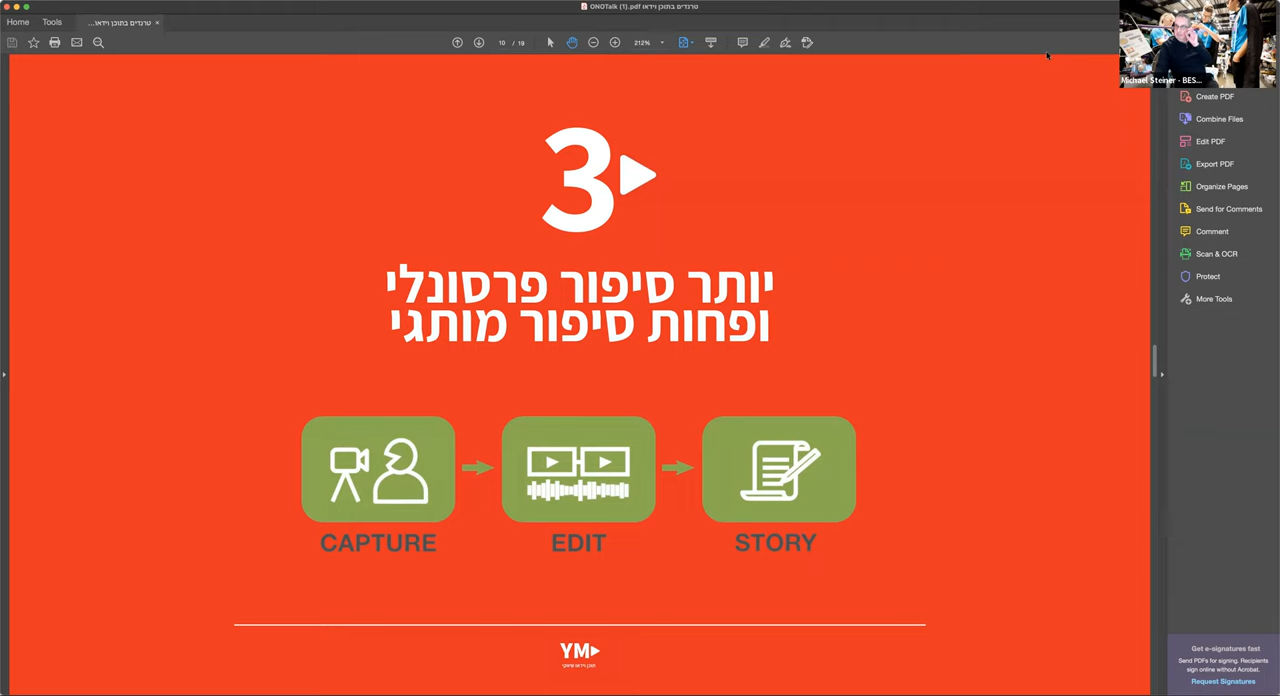 טרנדים בתוכן וידאו ONOTalk (1).pdf
Home Tools טרנדים בתוכן וידאו... ×
10 / 19 212%
Michael Steiner - BES...
Create PDF
Combine Files
Edit PDF
Export PDF
Organize Pages
Send for Comments
Comment
Scan & OCR
Protect
More Tools
3
יותר סיפור פרסונלי
ופחות סיפור מותגי
CAPTURE EDIT STORY
YM
תוכן וידאו שיווקי
Get e-signatures fast
Send PDFs for signing. Recipients
sign online without Acrobat.
Request Signatures